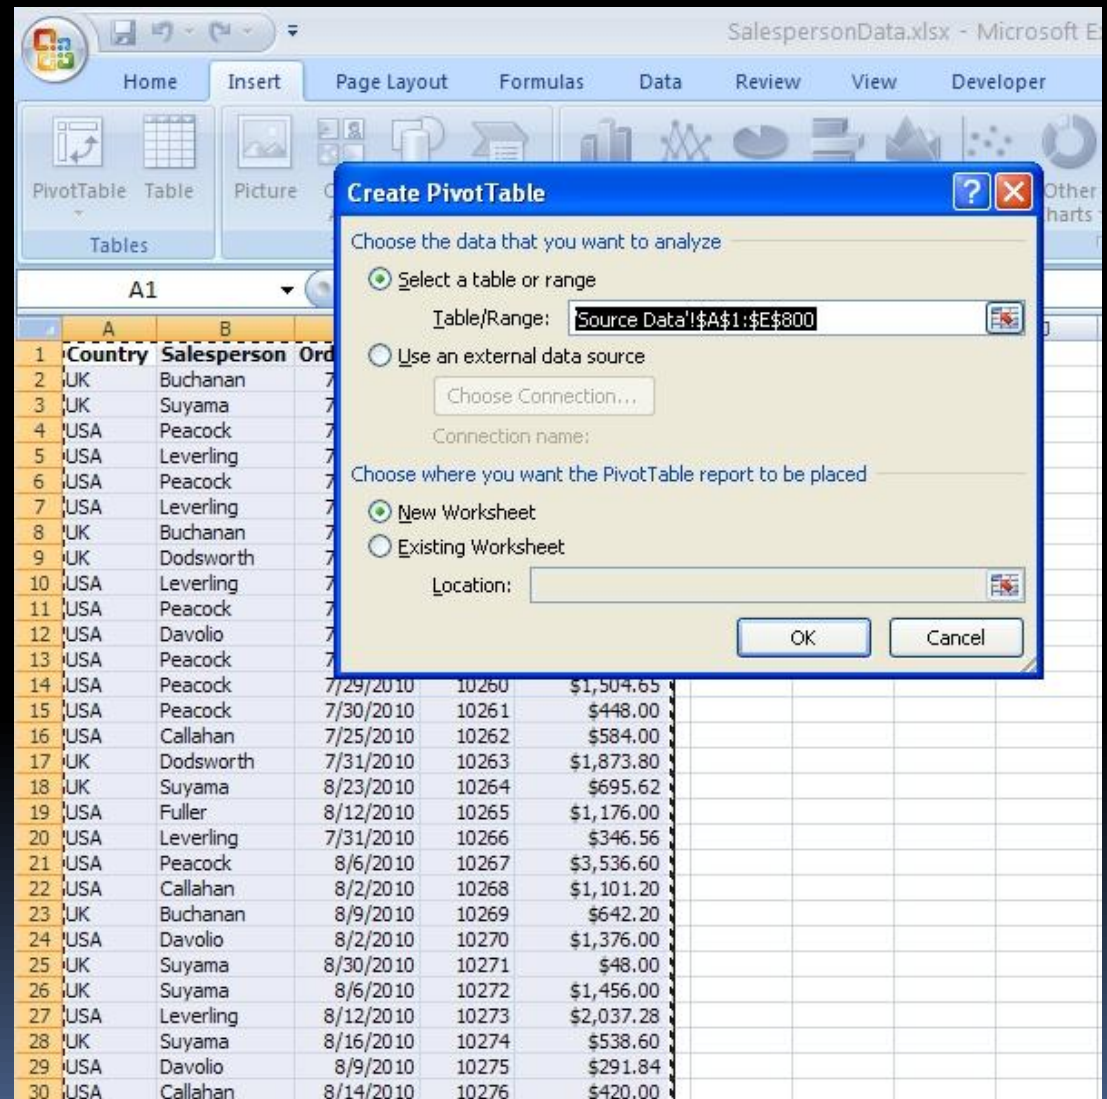 SalespersonData.xlsx - Microsoft E
Home Insert Page Layout Formulas Data Review View Developer
PivotTable Table Picture Other
harts
Tables
Create PivotTable
?
Choose the data that you want to analyze
Select a table or range
Table/Range: 'Source Data'!$A$1:$E$800
Use an external data source
Choose Connection...
Connection name:
Choose where you want the PivotTable report to be placed
New Worksheet
Existing Worksheet
Location:
OK Cancel
A1
A B
1 Country Salesperson Ord
2 UK Buchanan 7
3 UK Suyama 7
4 USA Peacock 7
5 USA Leverling 7
6 USA Peacock 7
7 USA Leverling 7
8 UK Buchanan 7
9 UK Dodsworth 7
10 USA Leverling 7
11 USA Peacock 7
12 USA Davolio 7
13 USA Peacock 7
14 USA Peacock 7/29/2010 10260 $1,504.65
15 USA Peacock 7/30/2010 10261 $448.00
16 USA Callahan 7/25/2010 10262 $584.00
17 UK Dodsworth 7/31/2010 10263 $1,873.80
18 UK Suyama 8/23/2010 10264 $695.62
19 USA Fuller 8/12/2010 10265 $1,176.00
20 USA Leverling 7/31/2010 10266 $346.56
21 USA Peacock 8/6/2010 10267 $3,536.60
22 USA Callahan 8/2/2010 10268 $1,101.20
23 UK Buchanan 8/9/2010 10269 $642.20
24 USA Davolio 8/2/2010 10270 $1,376.00
25 UK Suyama 8/30/2010 10271 $48.00
26 UK Suyama 8/6/2010 10272 $1,456.00
27 USA Leverling 8/12/2010 10273 $2,037.28
28 UK Suyama 8/16/2010 10274 $538.60
29 USA Davolio 8/9/2010 10275 $291.84
30 USA Callahan 8/14/2010 10276 $420.00